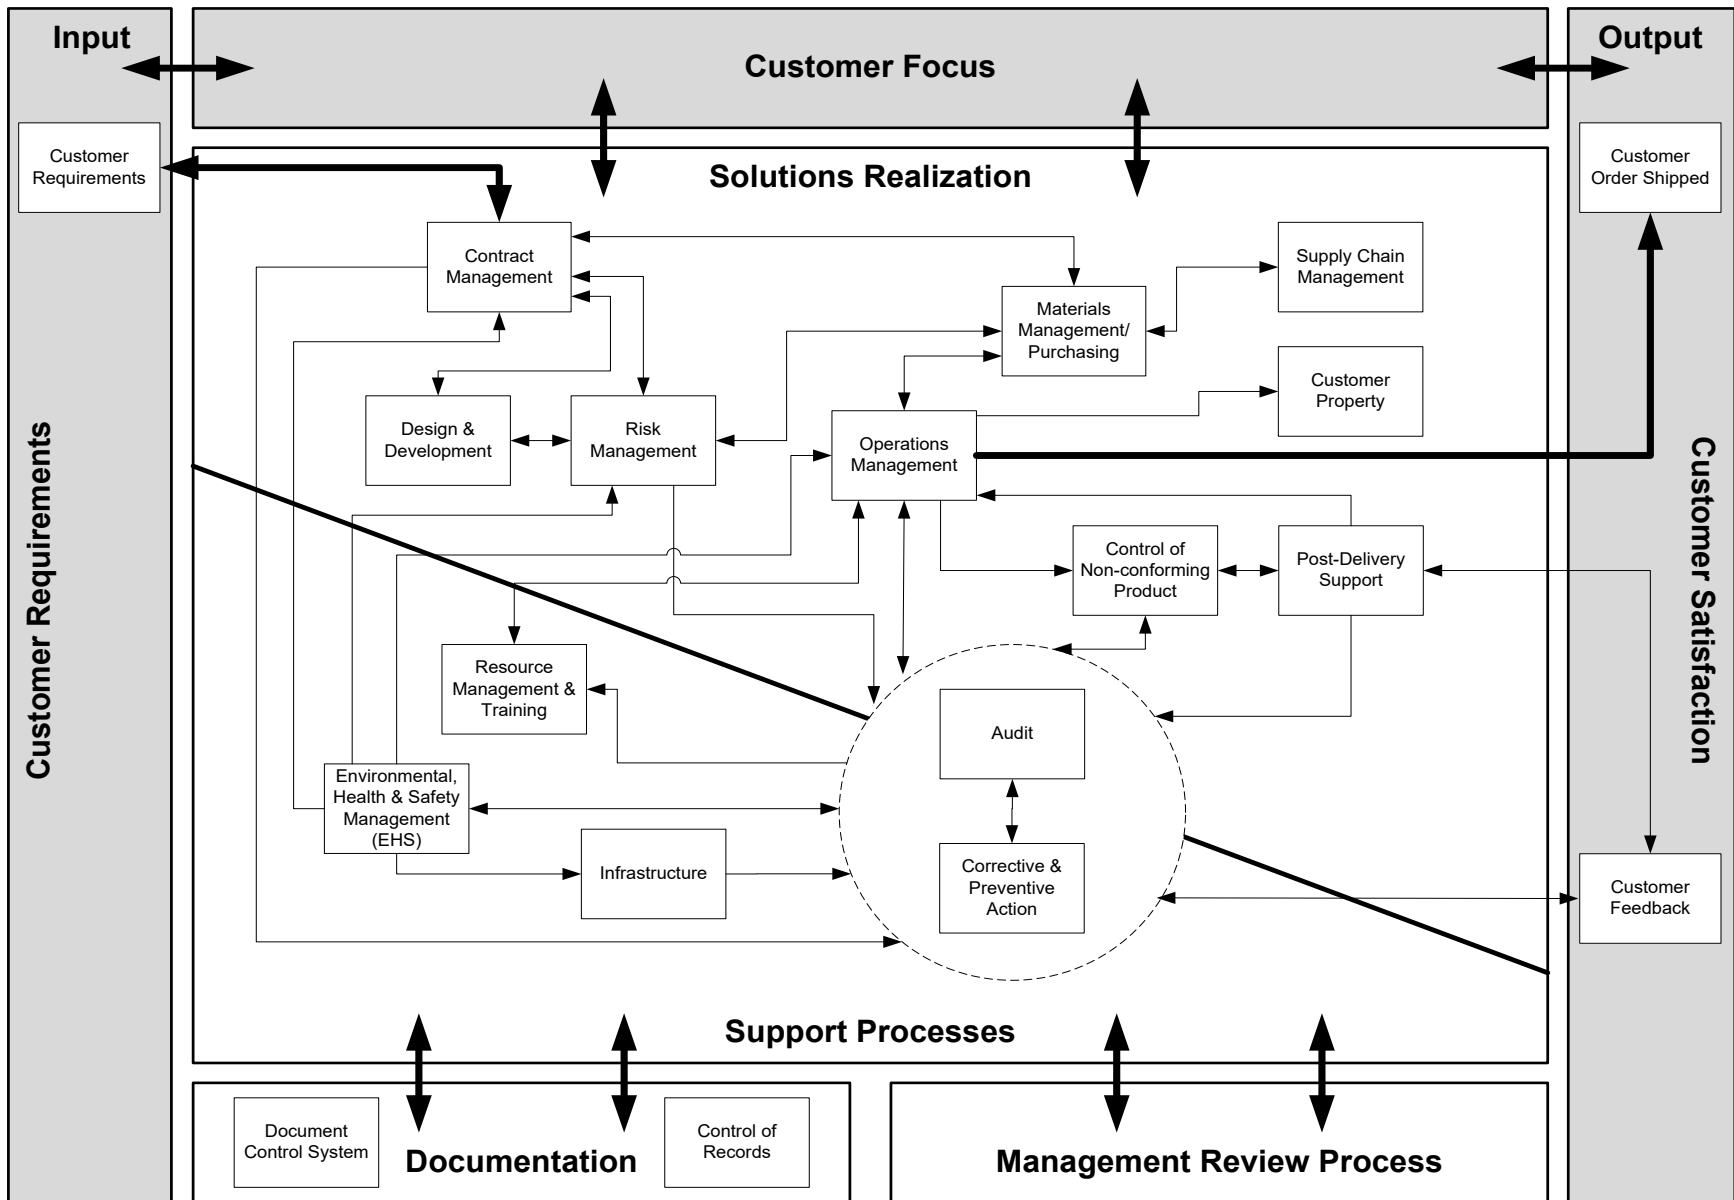 Input
Customer Focus
Output
Customer
Requirements
Solutions Realization
Customer
Order Shipped
Contract
Management
Supply Chain
Management
Materials
Management/
Purchasing
Customer
Property
Design &
Development
Risk
Management
Operations
Management
Customer Requirements
Customer Satisfaction
Control of
Non-conforming
Product
Post-Delivery
Support
Resource
Management &
Training
Audit
Environmental,
Health & Safety
Management
(EHS)
Infrastructure
Corrective &
Preventive
Action
Customer
Feedback
Support Processes
Document
Control System
Documentation
Control of
Records
Management Review Process